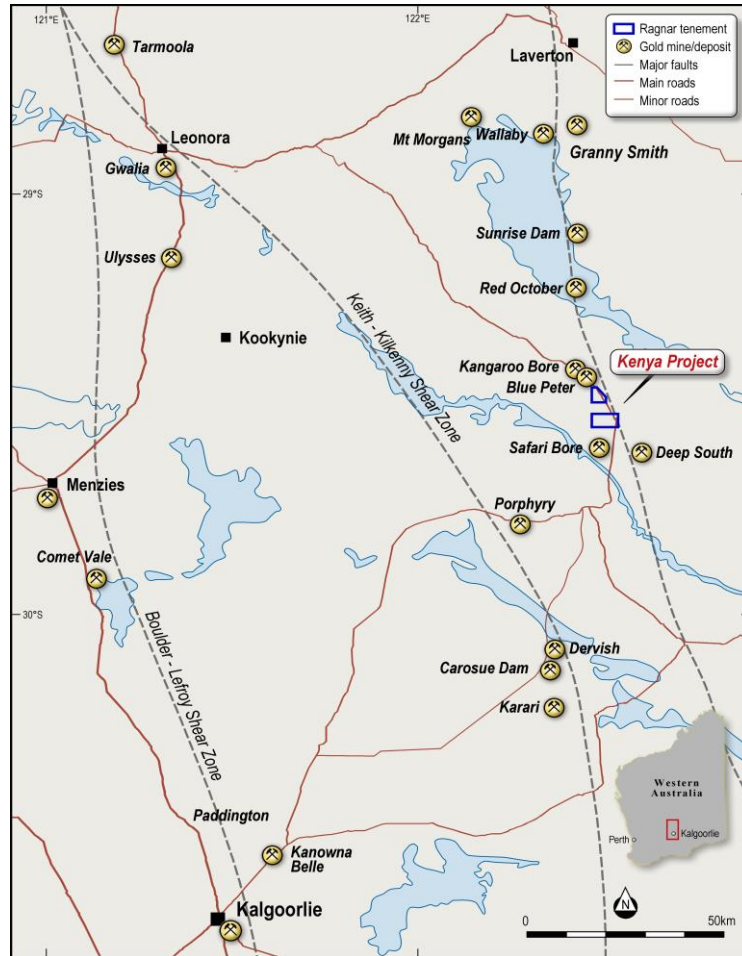 121°E
122°E
Ragnar tenement
Gold mine/deposit
Major faults
Main roads
Minor roads
Tarmoola
Laverton
Leonora
Mt Morgans
Wallaby
Granny Smith
Gwalia
29°S
Sunrise Dam
Ulysses
Red October
Keith - Kilkenny Shear Zone
Kookynie
Kangaroo Bore
Blue Peter
Kenya Project
Safari Bore
Deep South
Menzies
Porphyry
Comet Vale
30°S
Boulder - Lefroy Shear Zone
Dervish
Carosue Dam
Karari
Western
Australia
Perth
Kalgoorlie
Paddington
Kanowna
Belle
Kalgoorlie
N
0
50km